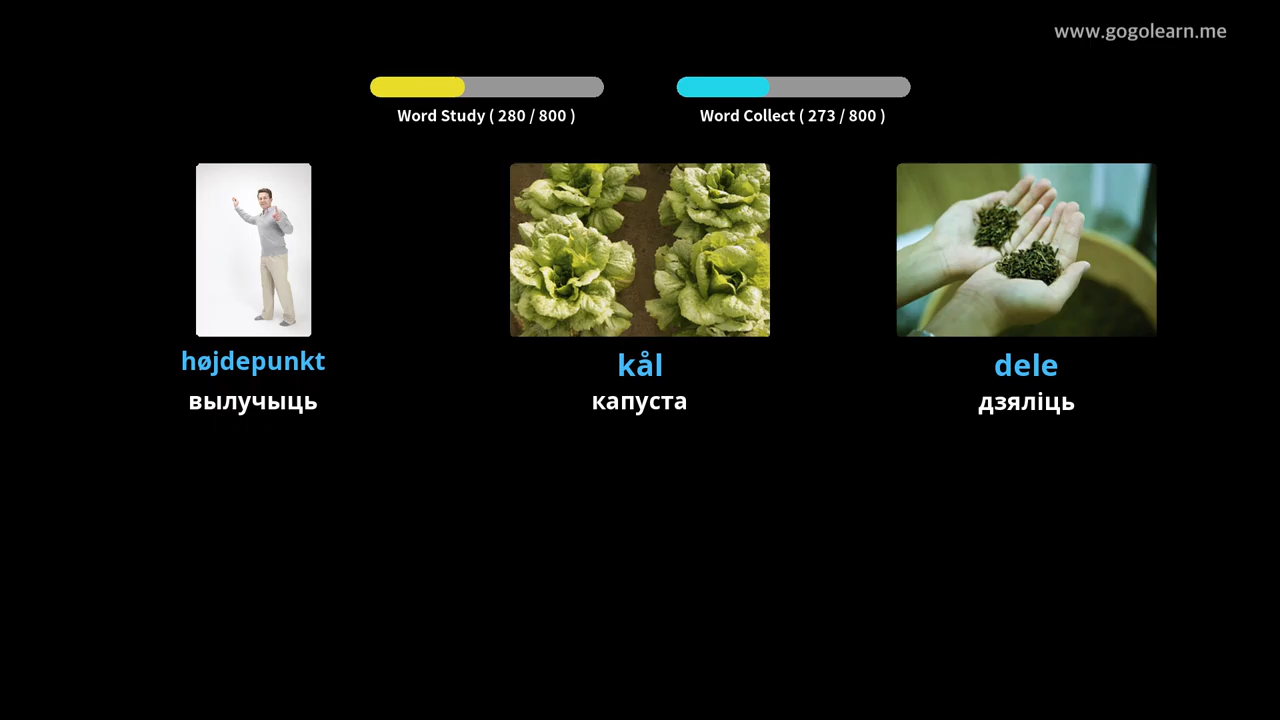 www.gogolearn.me
Word Study ( 280 / 800 )
Word Collect ( 273 / 800 )
højdepunkt
вылучыць
kål
капуста
dele
дзяліць